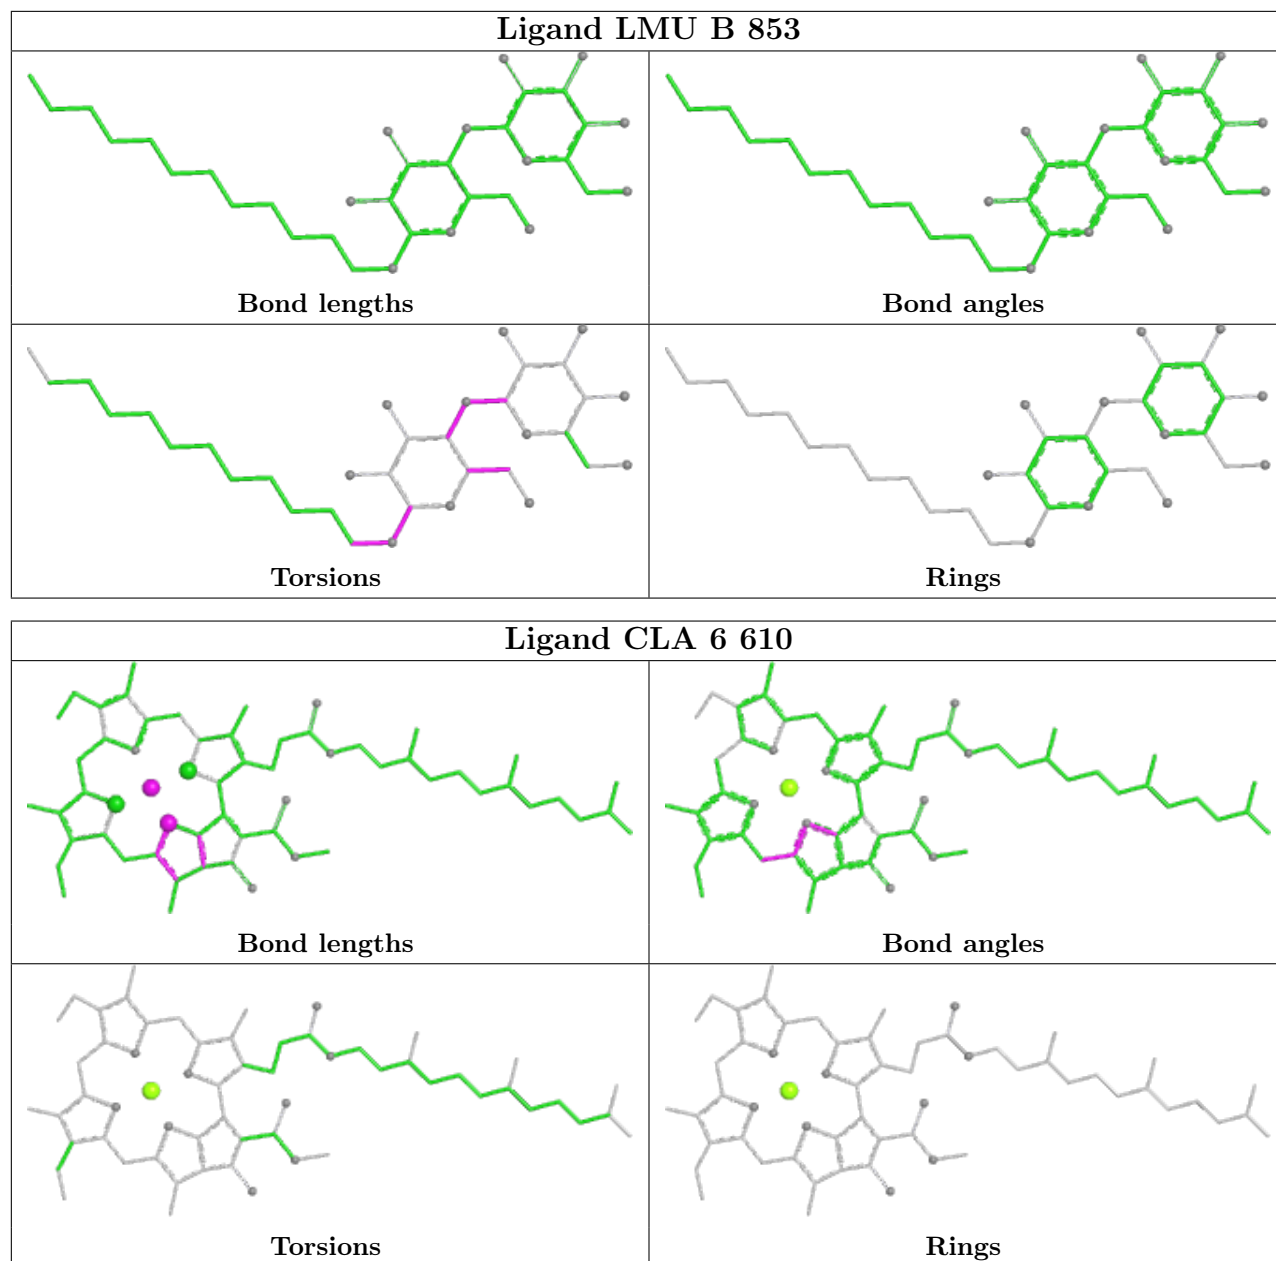 Ligand LMU B 853
Bond lengths
Bond angles
Torsions
Rings
Ligand CLA 6 610
Bond lengths
Bond angles
Torsions
Rings